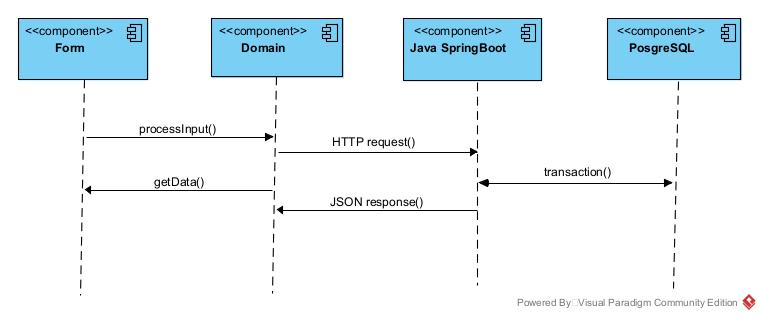 <<component>>
Form
<<component>>
Domain
<<component>>
Java SpringBoot
<<component>>
PosgreSQL
processInput()
HTTP request()
transaction()
getData()
JSON response()
Powered By Visual Paradigm Community Edition